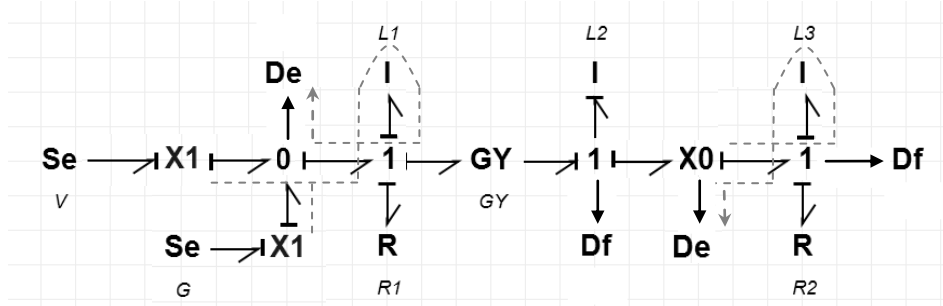 L1 L2 L3
De I I I
Se X1 0 1 GY 1 X0 1 Df
V GY
Se X1 R Df De R
G R1 R2